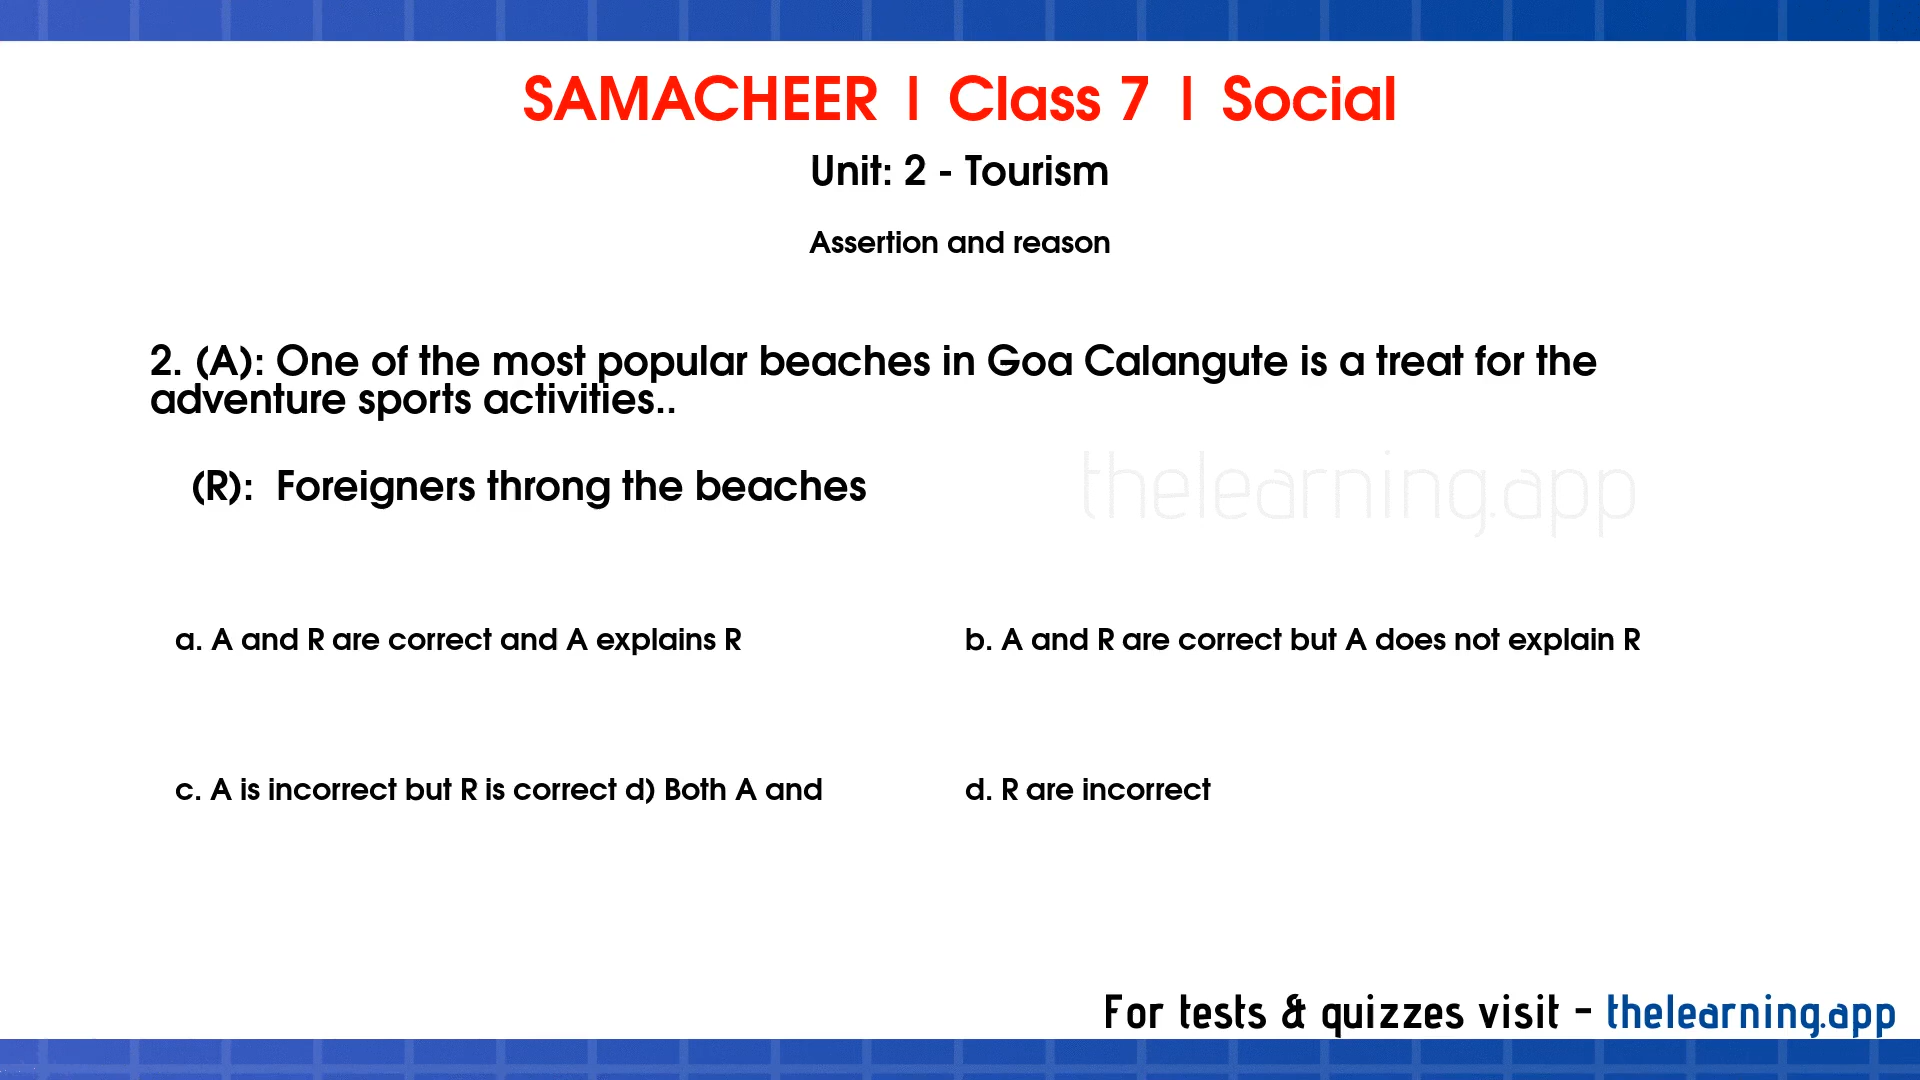 SAMACHEER | Class 7 | Social
Unit: 2 - Tourism
Assertion and reason
2. (A): One of the most popular beaches in Goa Calangute is a treat for the
adventure sports activities..
(R): Foreigners throng the beaches
thelearning.app
a. A and R are correct and A explains R
b. A and R are correct but A does not explain R
c. A is incorrect but R is correct d) Both A and
d. R are incorrect
For tests & quizzes visit - thelearning.app